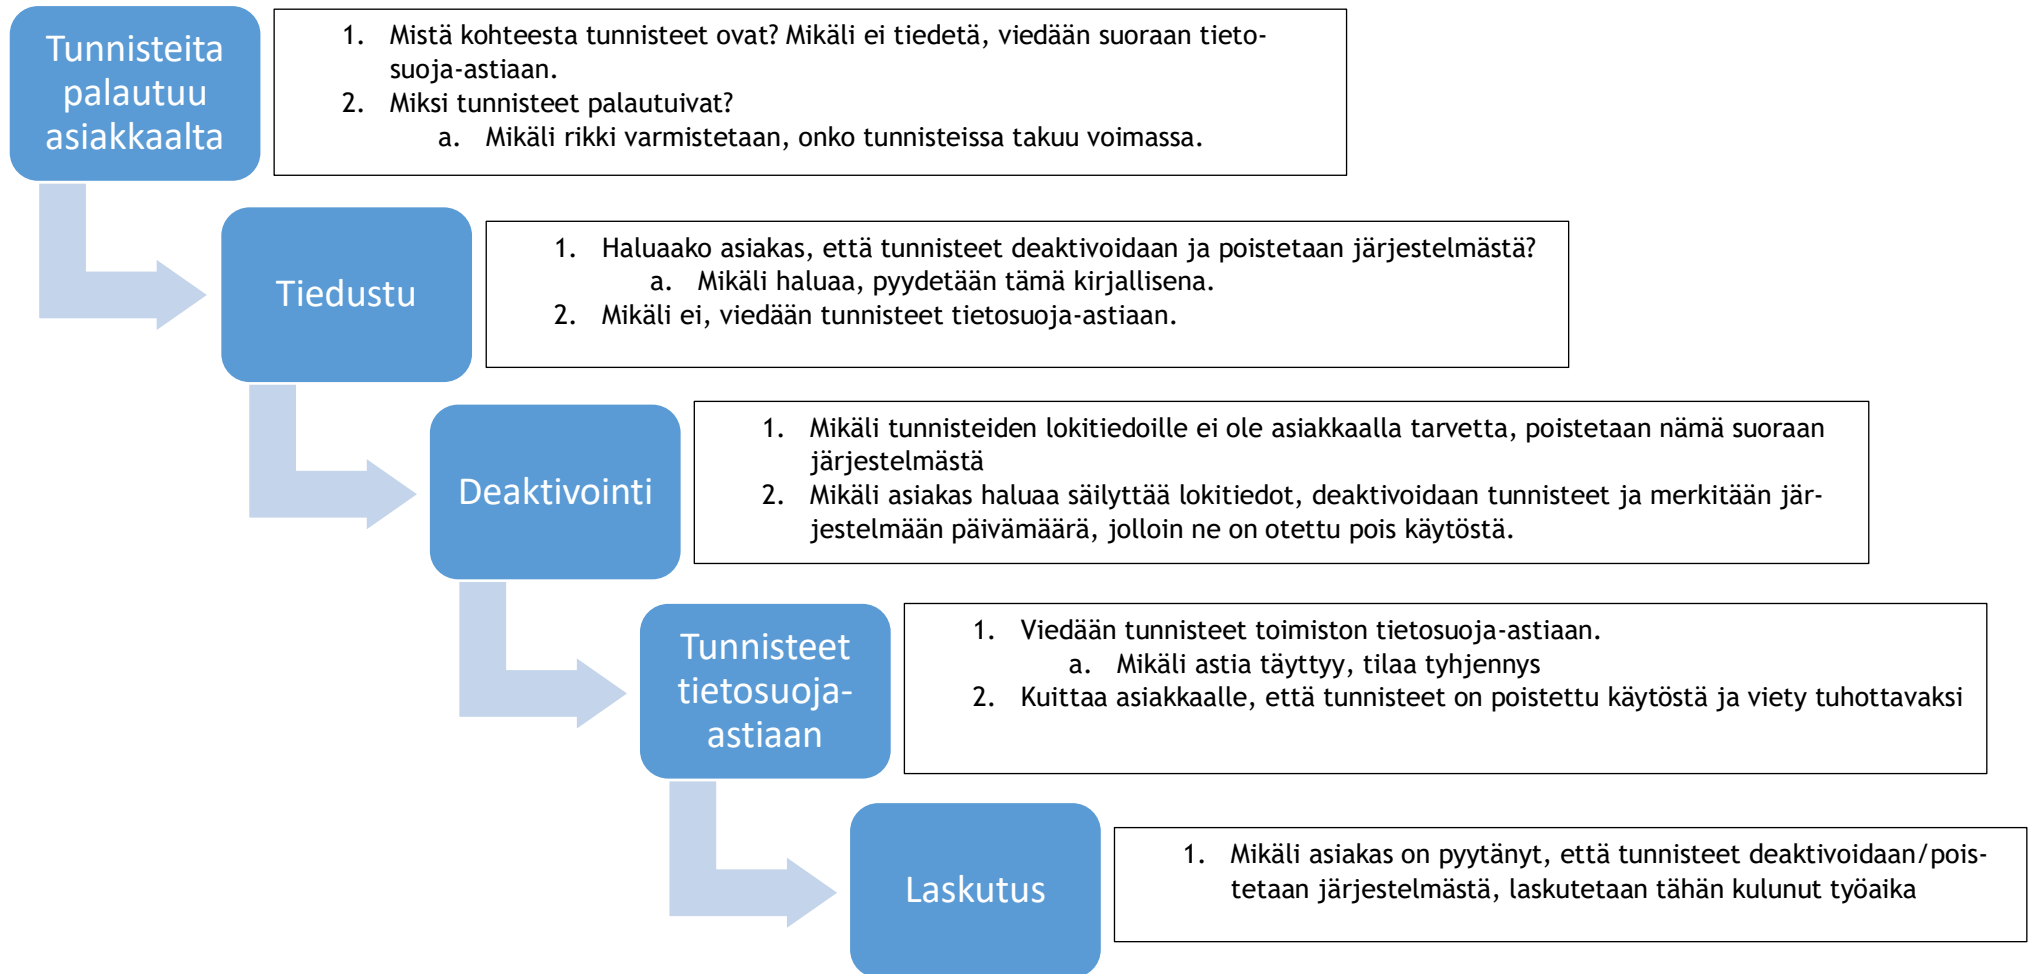 Tunnisteita
palautuu
asiakkaalta
1. Mistä kohteesta tunnisteet ovat? Mikäli ei tiedetä, viedään suoraan tieto-
suoja-astiaan.
2. Miksi tunnisteet palautuivat?
a. Mikäli rikki varmistetaan, onko tunnisteissa takuu voimassa.
Tiedustu
1. Haluaako asiakas, että tunnisteet deaktivoidaan ja poistetaan järjestelmästä?
a. Mikäli haluaa, pyydetään tämä kirjallisena.
2. Mikäli ei, viedään tunnisteet tietosuoja-astiaan.
Deaktivointi
1. Mikäli tunnisteiden lokitiedoille ei ole asiakkaalla tarvetta, poistetaan nämä suoraan
järjestelmästä
2. Mikäli asiakas haluaa säilyttää lokitiedot, deaktivoidaan tunnisteet ja merkitään jär-
jestelmään päivämäärä, jolloin ne on otettu pois käytöstä.
Tunnisteet
tietosuoja-
astiaan
1. Viedään tunnisteet toimiston tietosuoja-astiaan.
a. Mikäli astia täyttyy, tilaa tyhjennys
2. Kuittaa asiakkaalle, että tunnisteet on poistettu käytöstä ja viety tuhottavaksi
Laskutus
1. Mikäli asiakas on pyytänyt, että tunnisteet deaktivoidaan/pois-
tetaan järjestelmästä, laskutetaan tähän kulunut työaika